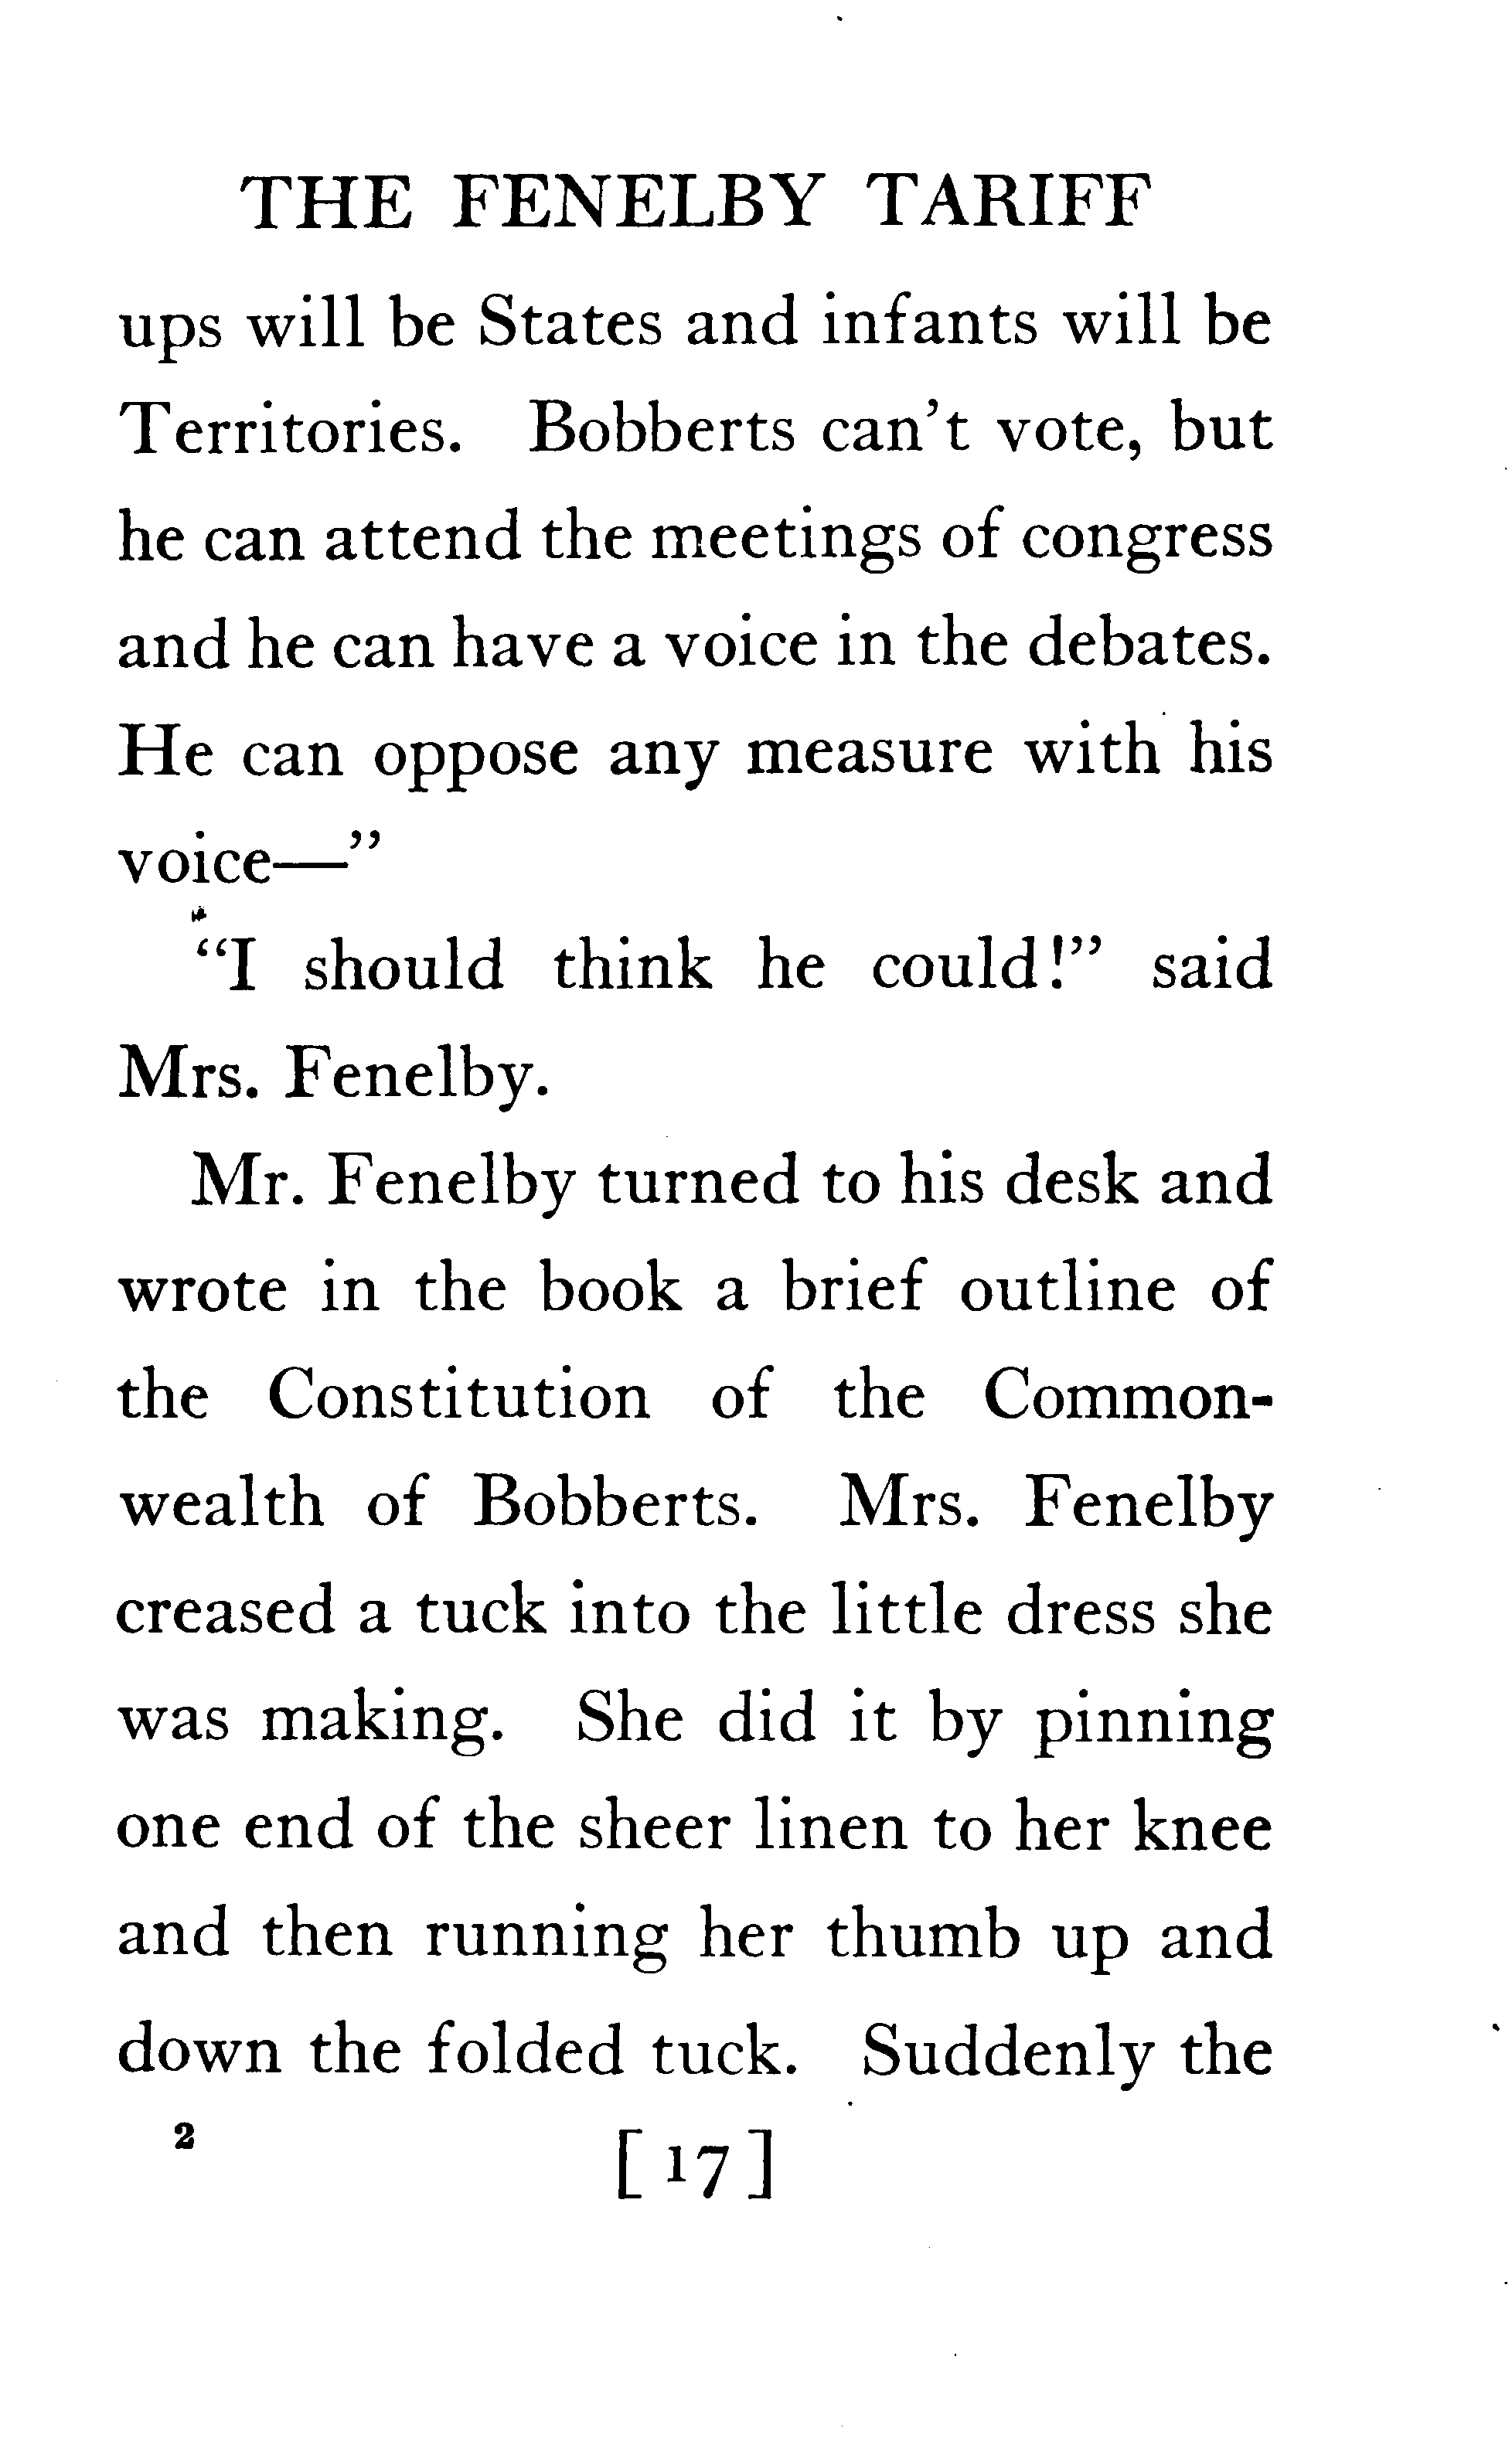 THE FENELBY TARIFF
ups will be States and infants will be
Territories. Bobberts can't vote, but
he can attend the meetings of congress
and he can have a voice in the debates.
He can oppose any measure with his
voice—”
“I should think he could!” said
Mrs. Fenelby.
Mr. Fenelby turned to his desk and
wrote in the book a brief outline of
the Constitution of the Common-
wealth of Bobberts. Mrs. Fenelby
creased a tuck into the little dress she
was making. She did it by pinning
one end of the sheer linen to her knee
and then running her thumb up and
down the folded tuck. Suddenly the
2 [17]